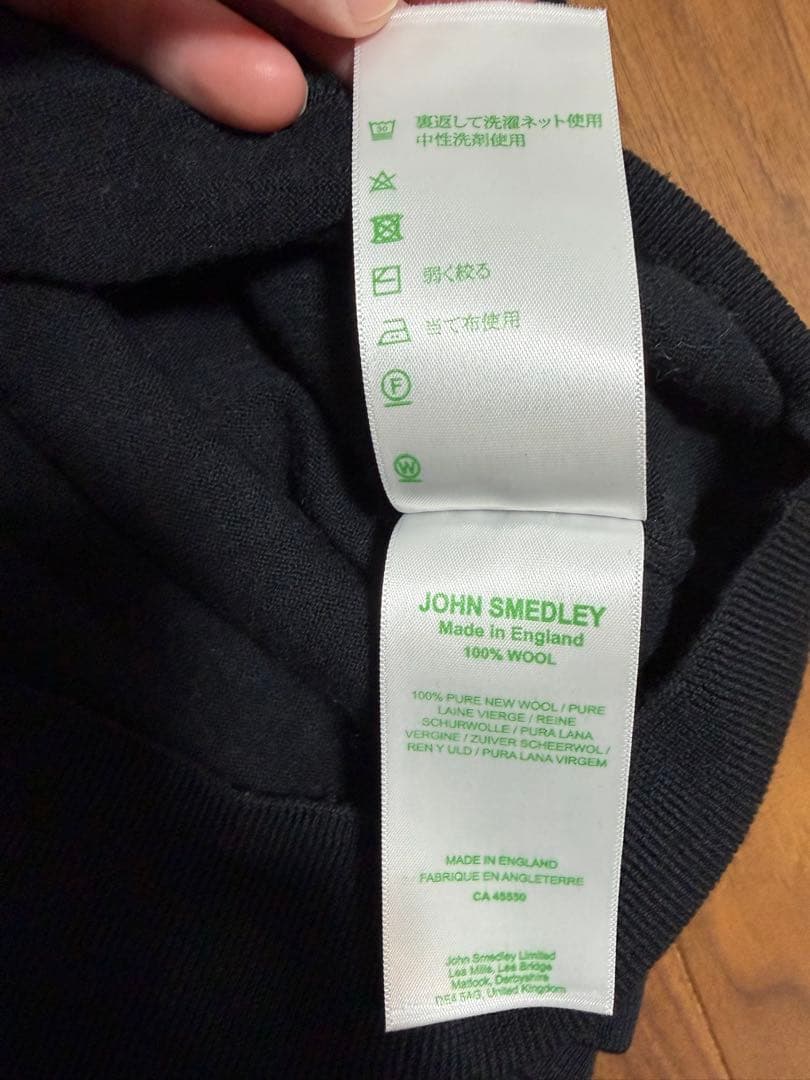 30
裏返して洗濯ネット使用
中性洗剤使用
弱く絞る
当て布使用
F
W
JOHN SMEDLEY
Made in England
100% WOOL
100% PURE NEW WOOL / PURE
LAINE VIERGE / REINE
SCHURWOLLE / PURA LANA
VERGINE / ZUIVER SCHEERWOL /
REN Y ULD / PURA LANA VIRGEM
MADE IN ENGLAND
FABRIQUE EN ANGLETERRE
CA 45550
John Smedley Limited
Lea Mills, Lea Bridge
Matlock, Derbyshire
United Kingdom